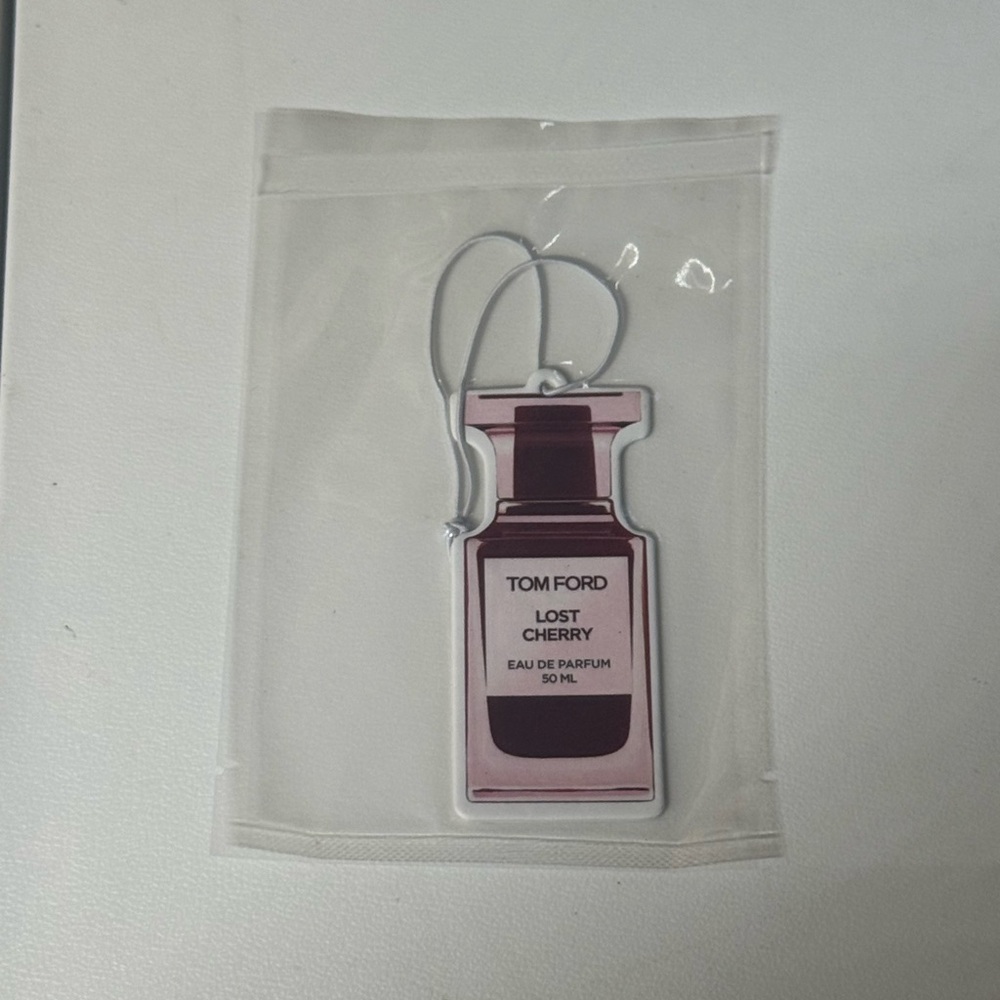 TOM FORD
LOST
CHERRY
EAU DE PARFUM
50 ML